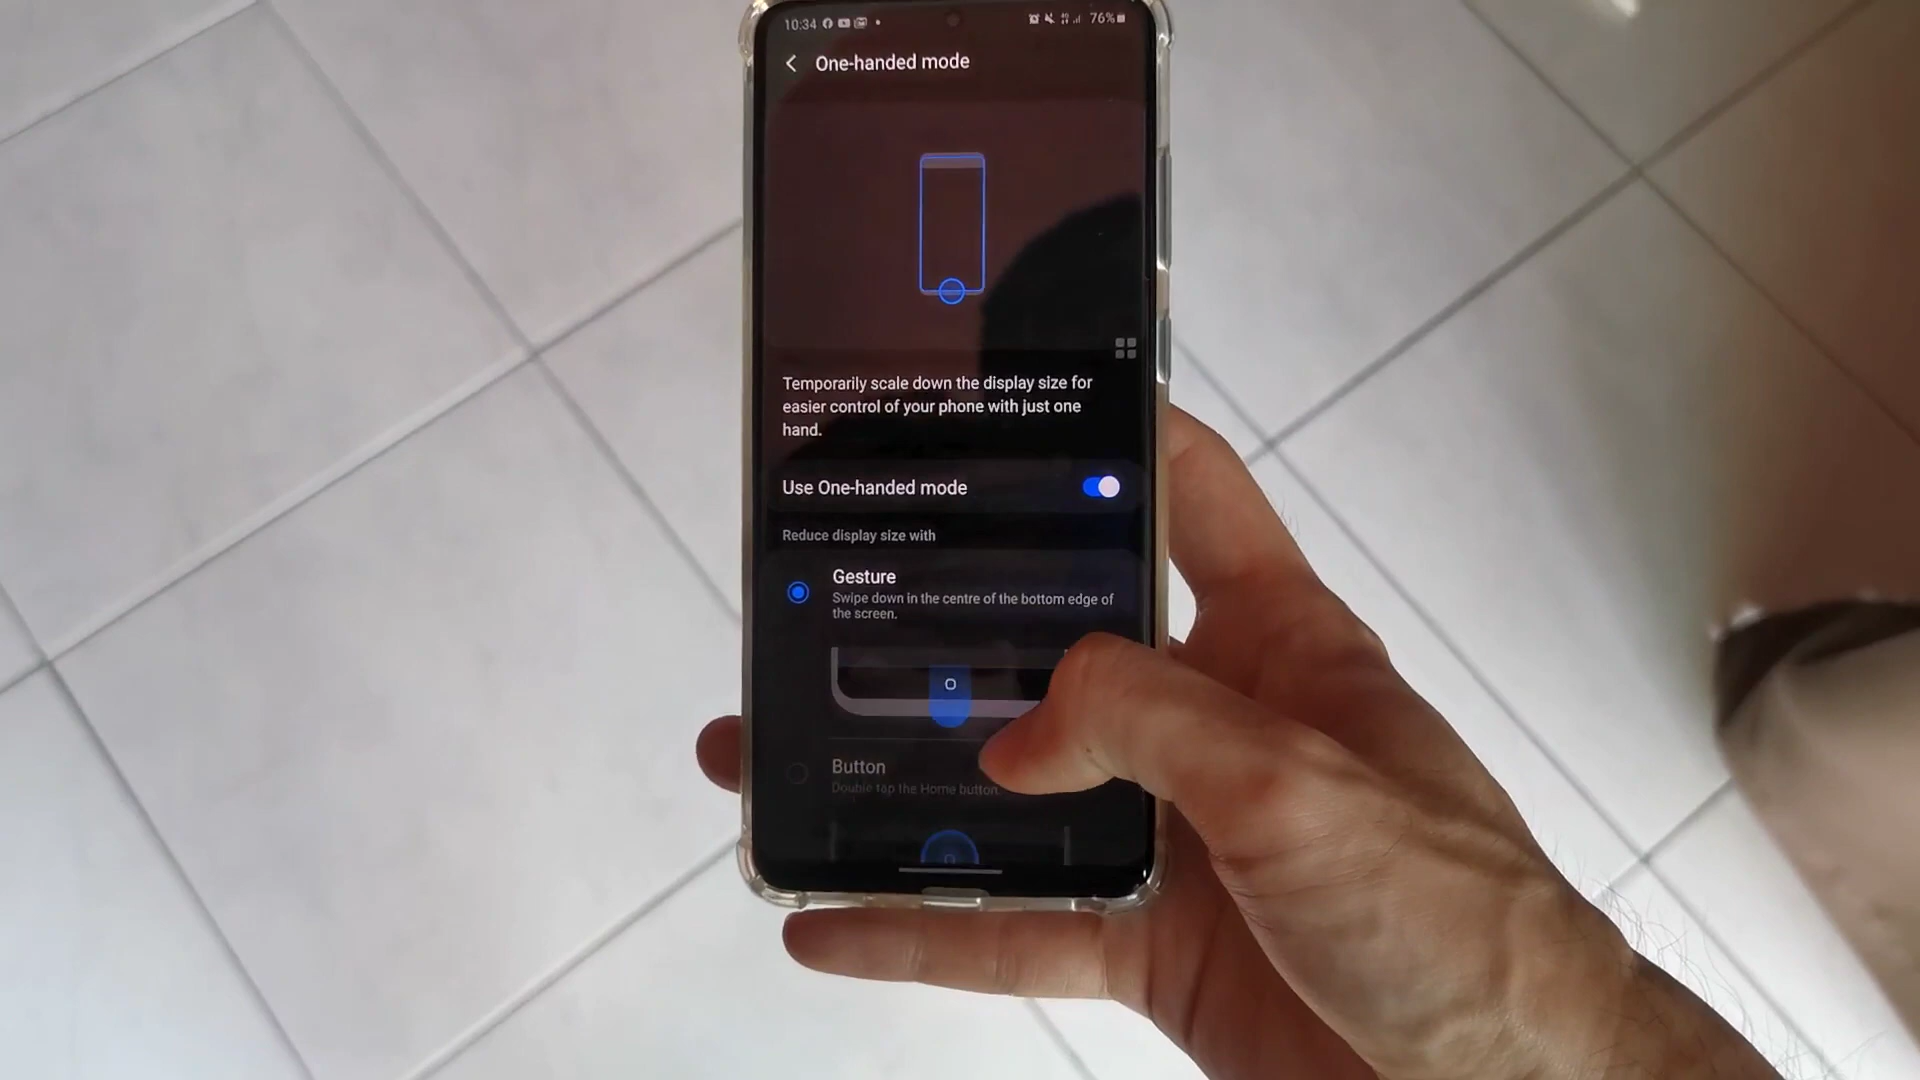 10:34
76%
One-handed mode
Temporarily scale down the display size for
easier control of your phone with just one
hand.
Use One-handed mode
Reduce display size with
Gesture
Swipe down in the centre of the bottom edge of
the screen.
Button
Double tap the Home button.